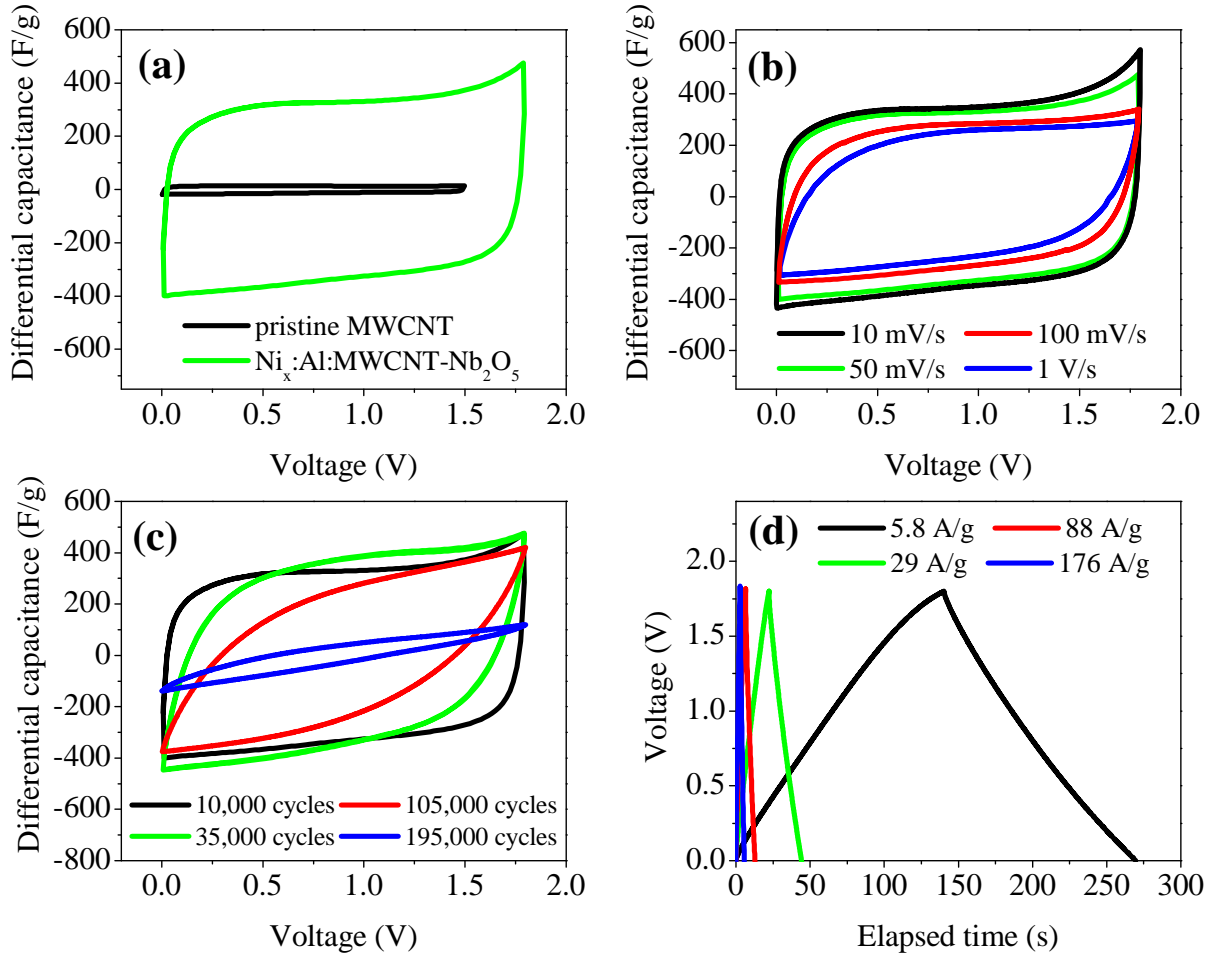 (a)
Differential capacitance (F/g)
600
400
200
0
-200
-400
-600
pristine MWCNT
Niₓ:Al:MWCNT-Nb₂O₅
0.0 0.5 1.0 1.5 2.0
Voltage (V)
(b)
Differential capacitance (F/g)
600
400
200
0
-200
-400
-600
10 mV/s 100 mV/s
50 mV/s 1 V/s
0.0 0.5 1.0 1.5 2.0
Voltage (V)
(c)
Differential capacitance (F/g)
600
400
200
0
-200
-400
-600
-800
10,000 cycles 105,000 cycles
35,000 cycles 195,000 cycles
0.0 0.5 1.0 1.5 2.0
Voltage (V)
(d)
5.8 A/g 88 A/g
29 A/g 176 A/g
Voltage (V)
2.0
1.5
1.0
0.5
0.0
0 50 100 150 200 250 300
Elapsed time (s)